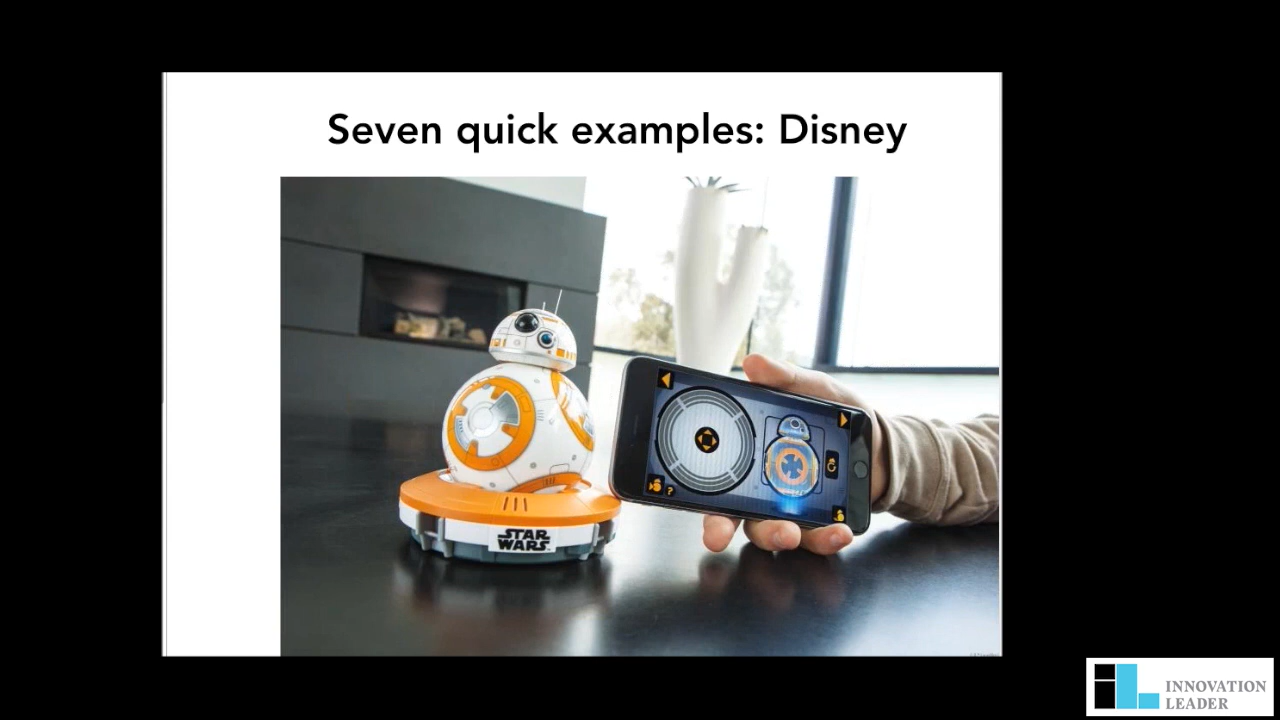 Seven quick examples: Disney
STAR
WARS
?
INNOVATION
LEADER